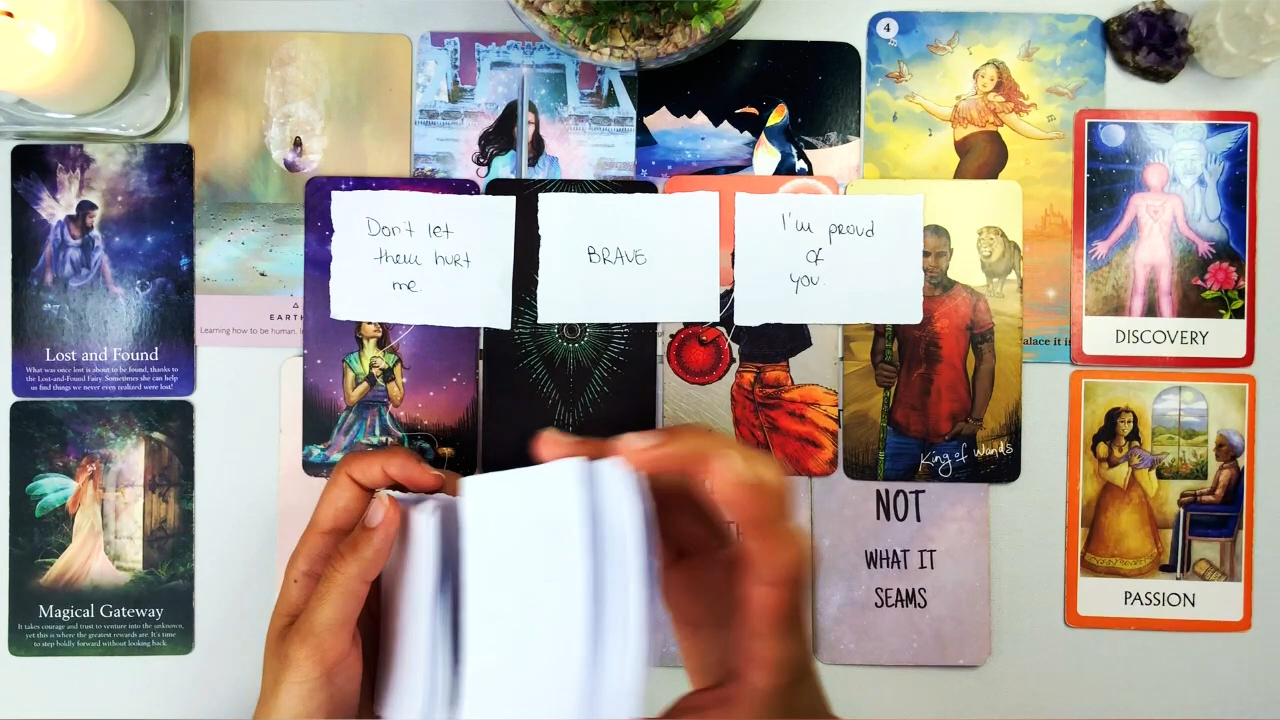 4
Don't let
them hurt
me.
BRAVE
I'm proud
of
you.
Lost and Found
What was once lost is about to be found, thanks to
the Lost-and-Found Fairy. Sometimes she can help
us find things we never even realized were lost!
EARTH
Learning how to be human.
alace it i
DISCOVERY
King of Wands
NOT
WHAT IT
SEAMS
Magical Gateway
It takes courage and trust to venture into the unknown,
yet this is where the greatest rewards are. It's time
to step boldly forward without looking back.
PASSION